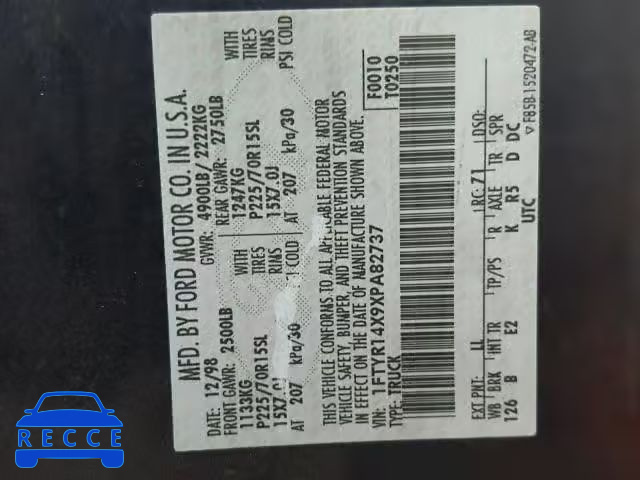 MFD. BY FORD MOTOR CO. IN U.S.A.
DATE: 12/98 GVWR: 4900LB/ 2222KG
FRONT GAWR: 2500LB REAR GAWR: 2750LB
1133KG WITH 1247KG WITH
P225/70R15SL TIRES P225/70R15SL TIRES
15X7.0J RIMS 15X7.0J RIMS
AT 207 kPa/30 PSI COLD AT 207 kPa/30 PSI COLD
THIS VEHICLE CONFORMS TO ALL APPLICABLE FEDERAL MOTOR
VEHICLE SAFETY, BUMPER, AND THEFT PREVENTION STANDARDS
IN EFFECT ON THE DATE OF MANUFACTURE SHOWN ABOVE.
VIN: 1FTYR14X9XPA82737 F0010
TYPE: TRUCK T0250
EXT PNT: LL RC: 71 DSO:
WB BRK INT TR TP/PS R AXLE TR SPR
126 B E2 K R5 D DC
UTC
▽ F85B-1520472-AB
RECCE